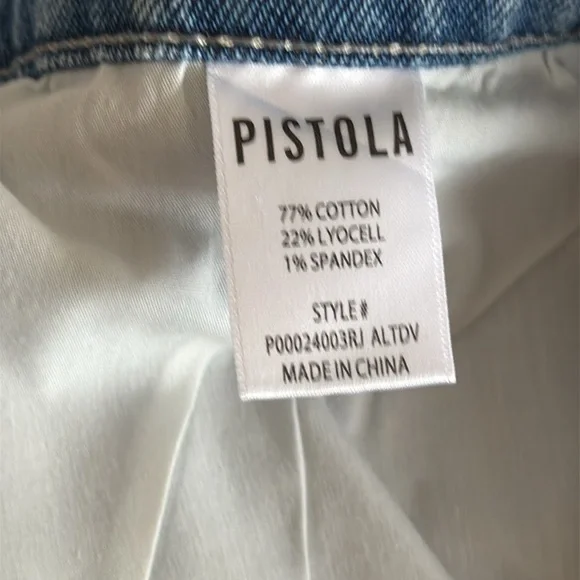 PISTOLA
77% COTTON
22% LYOCELL
1% SPANDEX
STYLE#
P00024003RJ ALTDV
MADE IN CHINA